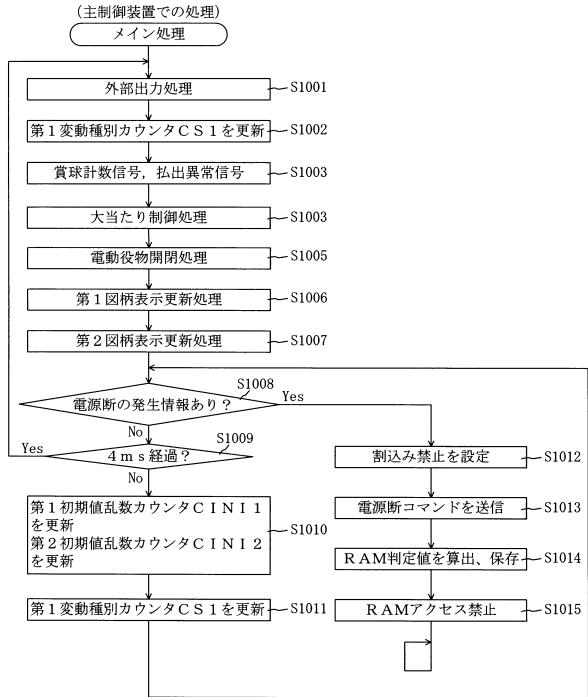 (主制御装置での処理)
メイン処理
外部出力処理 S1001
第1変動種別カウンタCS1を更新 S1002
賞球計数信号,払出異常信号 S1003
大当たり制御処理 S1003
電動役物開閉処理 S1005
第1図柄表示更新処理 S1006
第2図柄表示更新処理 S1007
電源断の発生情報あり? S1008
Yes
No
4ms経過? S1009
Yes
No
第1初期値乱数カウンタCINI1
を更新
第2初期値乱数カウンタCINI2
を更新
S1010
第1変動種別カウンタCS1を更新 S1011
割込み禁止を設定 S1012
電源断コマンドを送信 S1013
RAM判定値を算出、保存 S1014
RAMアクセス禁止 S1015